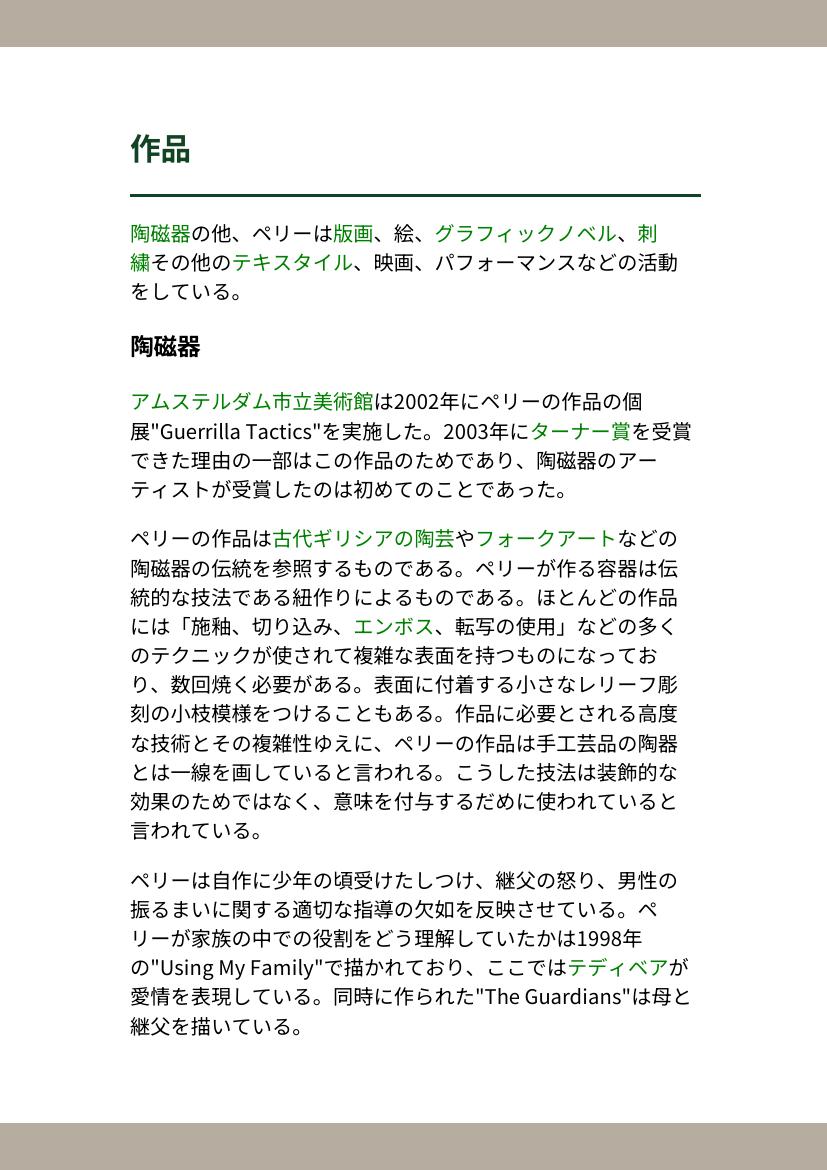 作品
陶磁器の他、ペリーは版画、絵、グラフィックノベル、刺
繍その他のテキスタイル、映画、パフォーマンスなどの活動
をしている。
陶磁器
アムステルダム市立美術館は2002年にペリーの作品の個
展"Guerrilla Tactics"を実施した。2003年にターナー賞を受賞
できた理由の一部はこの作品のためであり、陶磁器のアー
ティストが受賞したのは初めてのことであった。
ペリーの作品は古代ギリシアの陶芸やフォークアートなどの
陶磁器の伝統を参照するものである。ペリーが作る容器は伝
統的な技法である紐作りによるものである。ほとんどの作品
には「施釉、切り込み、エンボス、転写の使用」などの多く
のテクニックが使されて複雑な表面を持つものになってお
り、数回焼く必要がある。表面に付着する小さなレリーフ彫
刻の小枝模様をつけることもある。作品に必要とされる高度
な技術とその複雑性ゆえに、ペリーの作品は手工芸品の陶器
とは一線を画していると言われる。こうした技法は装飾的な
効果のためではなく、意味を付与するだめに使われていると
言われている。
ペリーは自作に少年の頃受けたしつけ、継父の怒り、男性の
振るまいに関する適切な指導の欠如を反映させている。ペ
リーが家族の中での役割をどう理解していたかは1998年
の"Using My Family"で描かれており、ここではテディベアが
愛情を表現している。同時に作られた"The Guardians"は母と
継父を描いている。